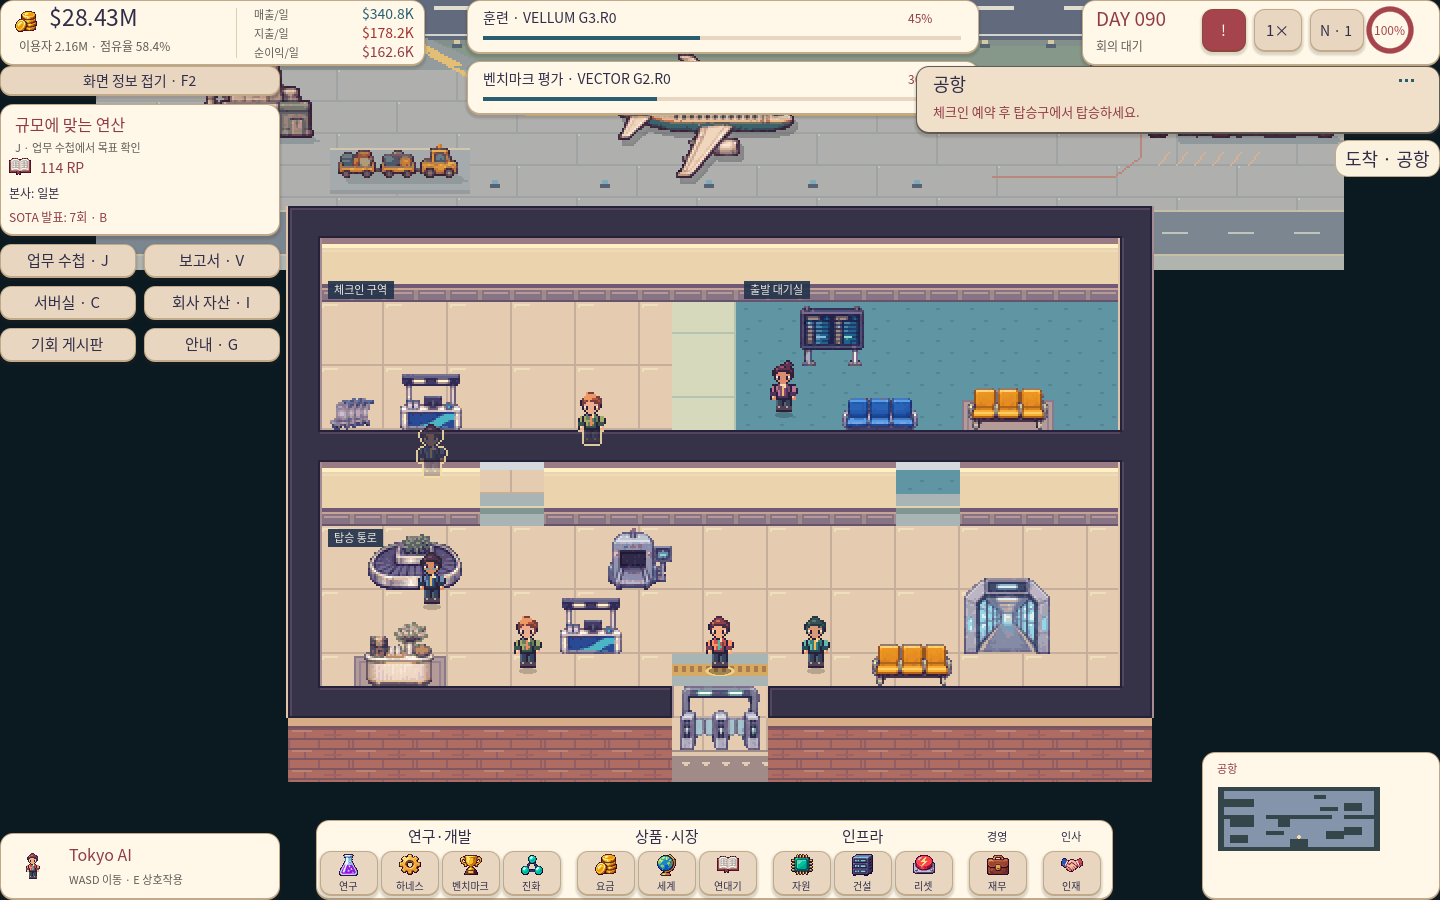 $28.43M
이용자 2.16M · 점유율 58.4%
매출/일 $340.8K
지출/일 $178.2K
순이익/일 $162.6K
훈련 · VELLUM G3.R0 45%
벤치마크 평가 · VECTOR G2.R0
DAY 090
회의 대기
!
1×
N · 1
100%
화면 정보 접기 · F2
공항
...
체크인 예약 후 탑승구에서 탑승하세요.
도착 · 공항
규모에 맞는 연산
J · 업무 수첩에서 목표 확인
114 RP
본사: 일본
SOTA 발표: 7회 · B
업무 수첩 · J
보고서 · V
서버실 · C
회사 자산 · I
기회 게시판
안내 · G
체크인 구역
출발 대기실
탑승 통로
공항
Tokyo AI
WASD 이동 · E 상호작용
연구·개발
상품·시장
인프라
경영
인사
연구
하네스
벤치마크
진화
요금
세계
연대기
자원
건설
리셋
재무
인재